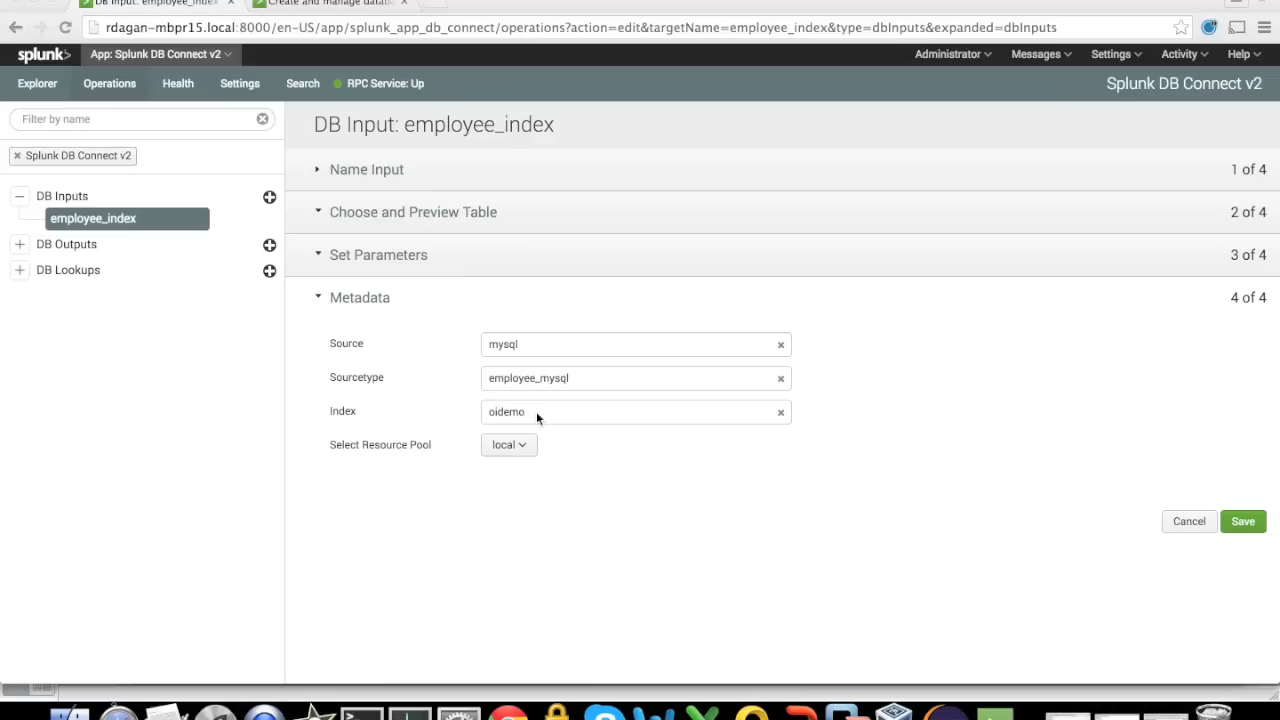 DB Input: employee_index ×
Create and manage datab ×
rdagan-mbpr15.local:8000/en-US/app/splunk_app_db_connect/operations?action=edit&targetName=employee_index&type=dbInputs&expanded=dbInputs
splunk> App: Splunk DB Connect v2 Administrator Messages Settings Activity Help
Explorer Operations Health Settings Search RPC Service: Up Splunk DB Connect v2
Filter by name
DB Input: employee_index
× Splunk DB Connect v2
Name Input 1 of 4
DB Inputs
employee_index
Choose and Preview Table 2 of 4
DB Outputs
Set Parameters 3 of 4
DB Lookups
Metadata 4 of 4
Source mysql
Sourcetype employee_mysql
Index oidemo
Select Resource Pool local
Cancel Save